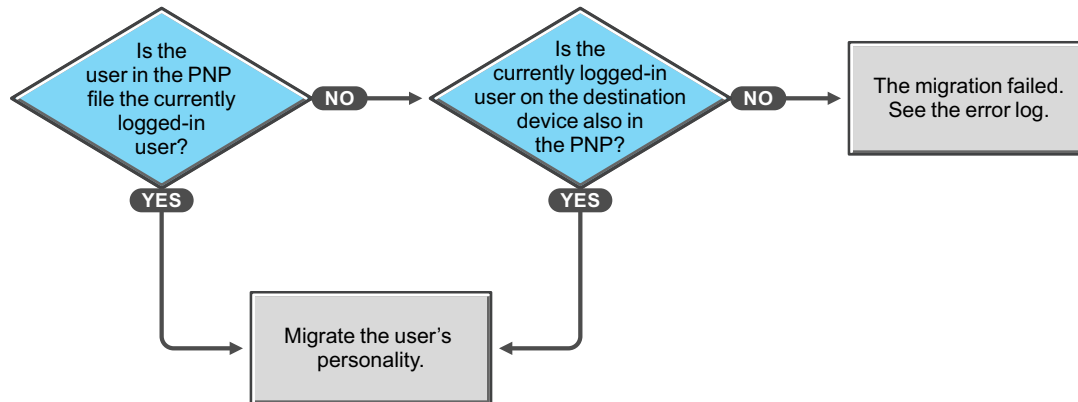 Is the
user in the PNP
file the currently
logged-in
user?
NO
Is the
currently logged-in
user on the destination
device also in
the PNP?
NO
The migration failed.
See the error log.
YES
YES
Migrate the user's
personality.